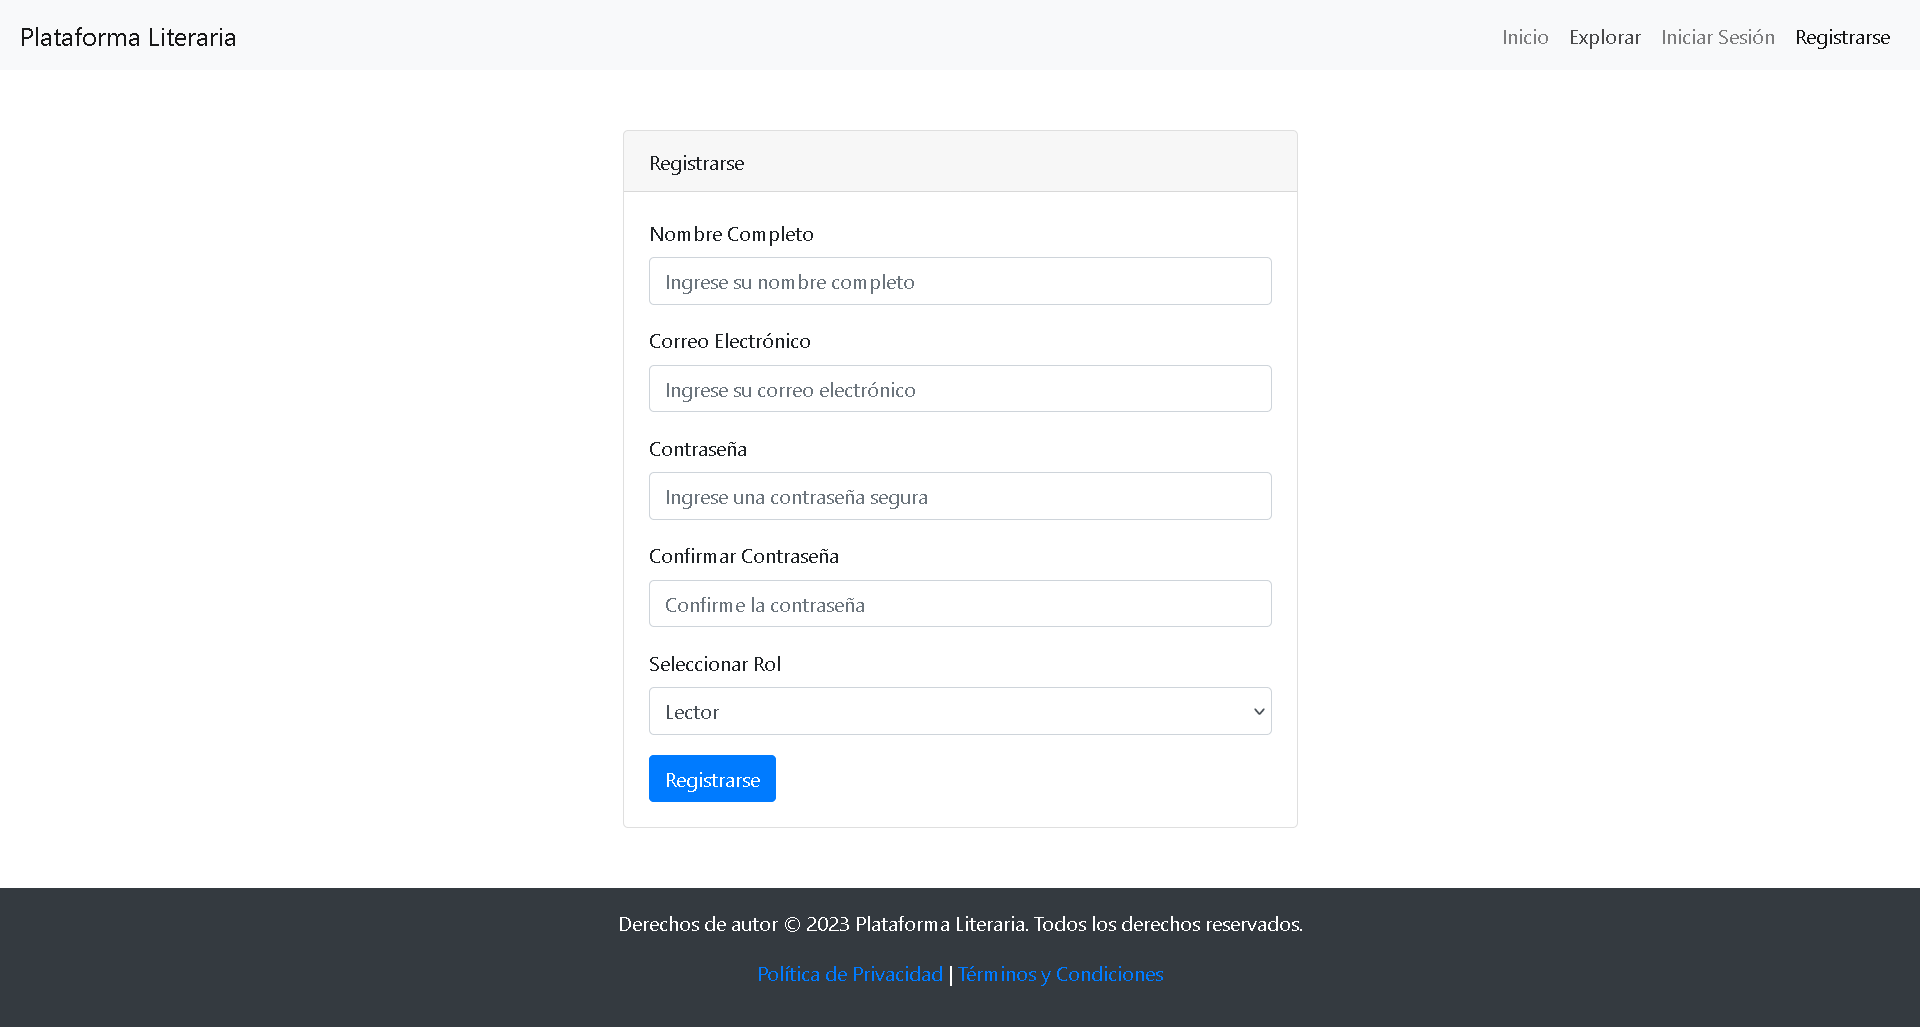 Plataforma Literaria
Inicio Explorar Iniciar Sesión Registrarse
Registrarse
Nombre Completo
Ingrese su nombre completo
Correo Electrónico
Ingrese su correo electrónico
Contraseña
Ingrese una contraseña segura
Confirmar Contraseña
Confirme la contraseña
Seleccionar Rol
Lector
Registrarse
Derechos de autor © 2023 Plataforma Literaria. Todos los derechos reservados.
Política de Privacidad | Términos y Condiciones